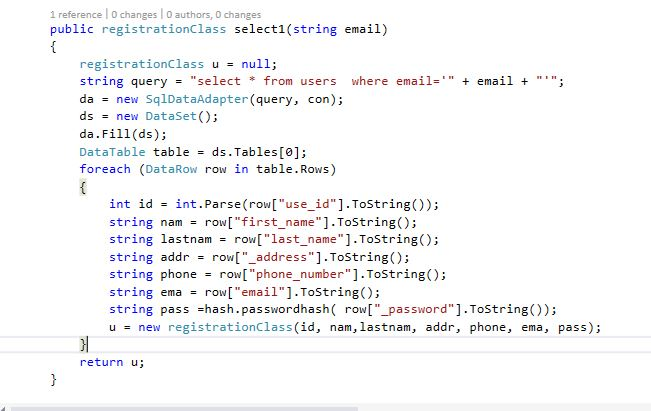 1 reference | 0 changes | 0 authors, 0 changes
public registrationClass select1(string email)
{
registrationClass u = null;
string query = "select * from users  where email='" + email + "'";
da = new SqlDataAdapter(query, con);
ds = new DataSet();
da.Fill(ds);
DataTable table = ds.Tables[0];
foreach (DataRow row in table.Rows)
{
int id = int.Parse(row["use_id"].ToString());
string nam = row["first_name"].ToString();
string lastnam = row["last_name"].ToString();
string addr = row["_address"].ToString();
string phone = row["phone_number"].ToString();
string ema = row["email"].ToString();
string pass =hash.passwordhash( row["_password"].ToString());
u = new registrationClass(id, nam,lastnam, addr, phone, ema, pass);
}
return u;
}